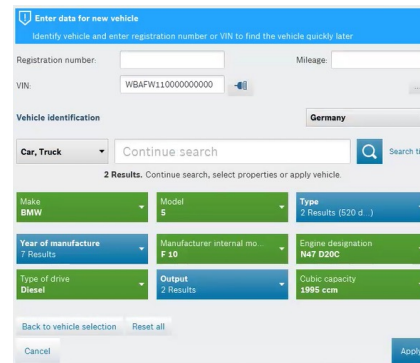 Enter data for new vehicle
Identify vehicle and enter registration number or VIN to find the vehicle quickly later
Registration number:
Mileage:
VIN:
WBAFW110000000000
...
Vehicle identification
Germany
Car, Truck
Continue search
Search ti
2 Results. Continue search, select properties or apply vehicle.
Make
BMW
Model
5
Type
2 Results (520 d...)
Year of manufacture
7 Results
Manufacturer internal mo...
F 10
Engine designation
N47 D20C
Type of drive
Diesel
Output
2 Results
Cubic capacity
1995 ccm
Back to vehicle selection
Reset all
Cancel
Apply